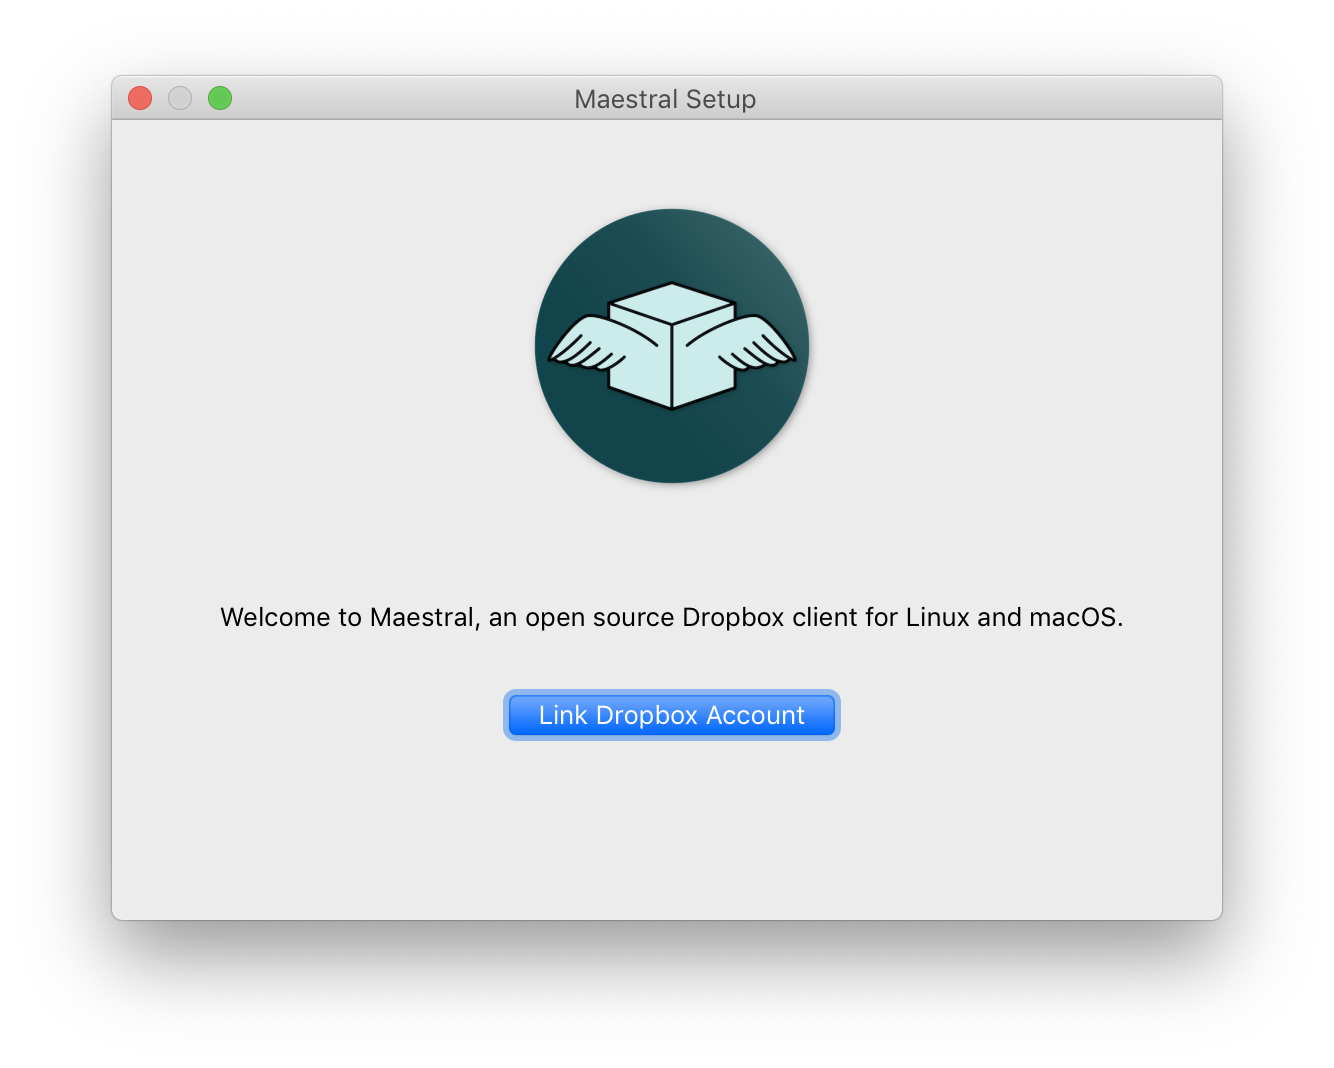 Maestral Setup
Welcome to Maestral, an open source Dropbox client for Linux and macOS.
Link Dropbox Account